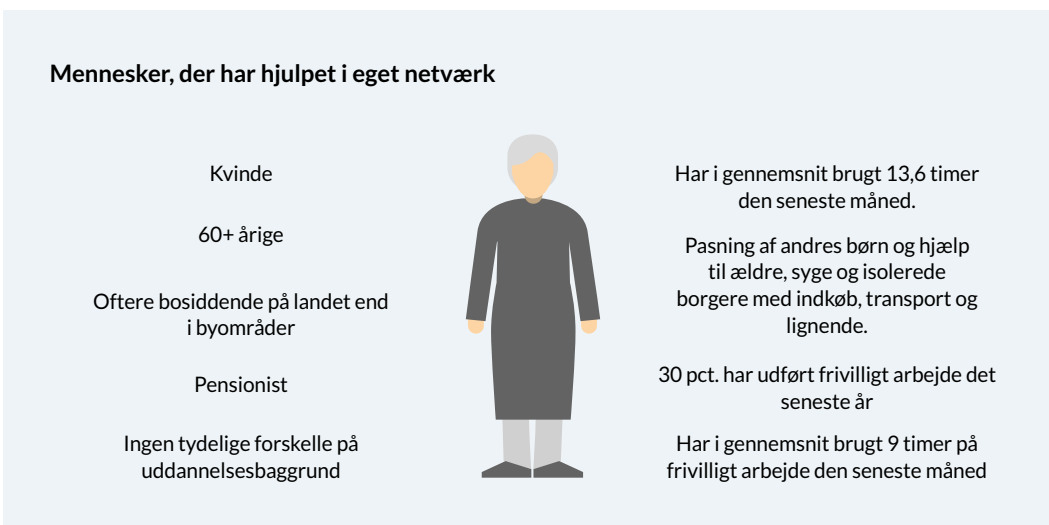 Mennesker, der har hjulpet i eget netværk
Kvinde
60+ årige
Oftere bosiddende på landet end
i byområder
Pensionist
Ingen tydelige forskelle på
uddannelsesbaggrund
Har i gennemsnit brugt 13,6 timer
den seneste måned.
Pasning af andres børn og hjælp
til ældre, syge og isolerede
borgere med indkøb, transport og
lignende.
30 pct. har udført frivilligt arbejde det
seneste år
Har i gennemsnit brugt 9 timer på
frivilligt arbejde den seneste måned